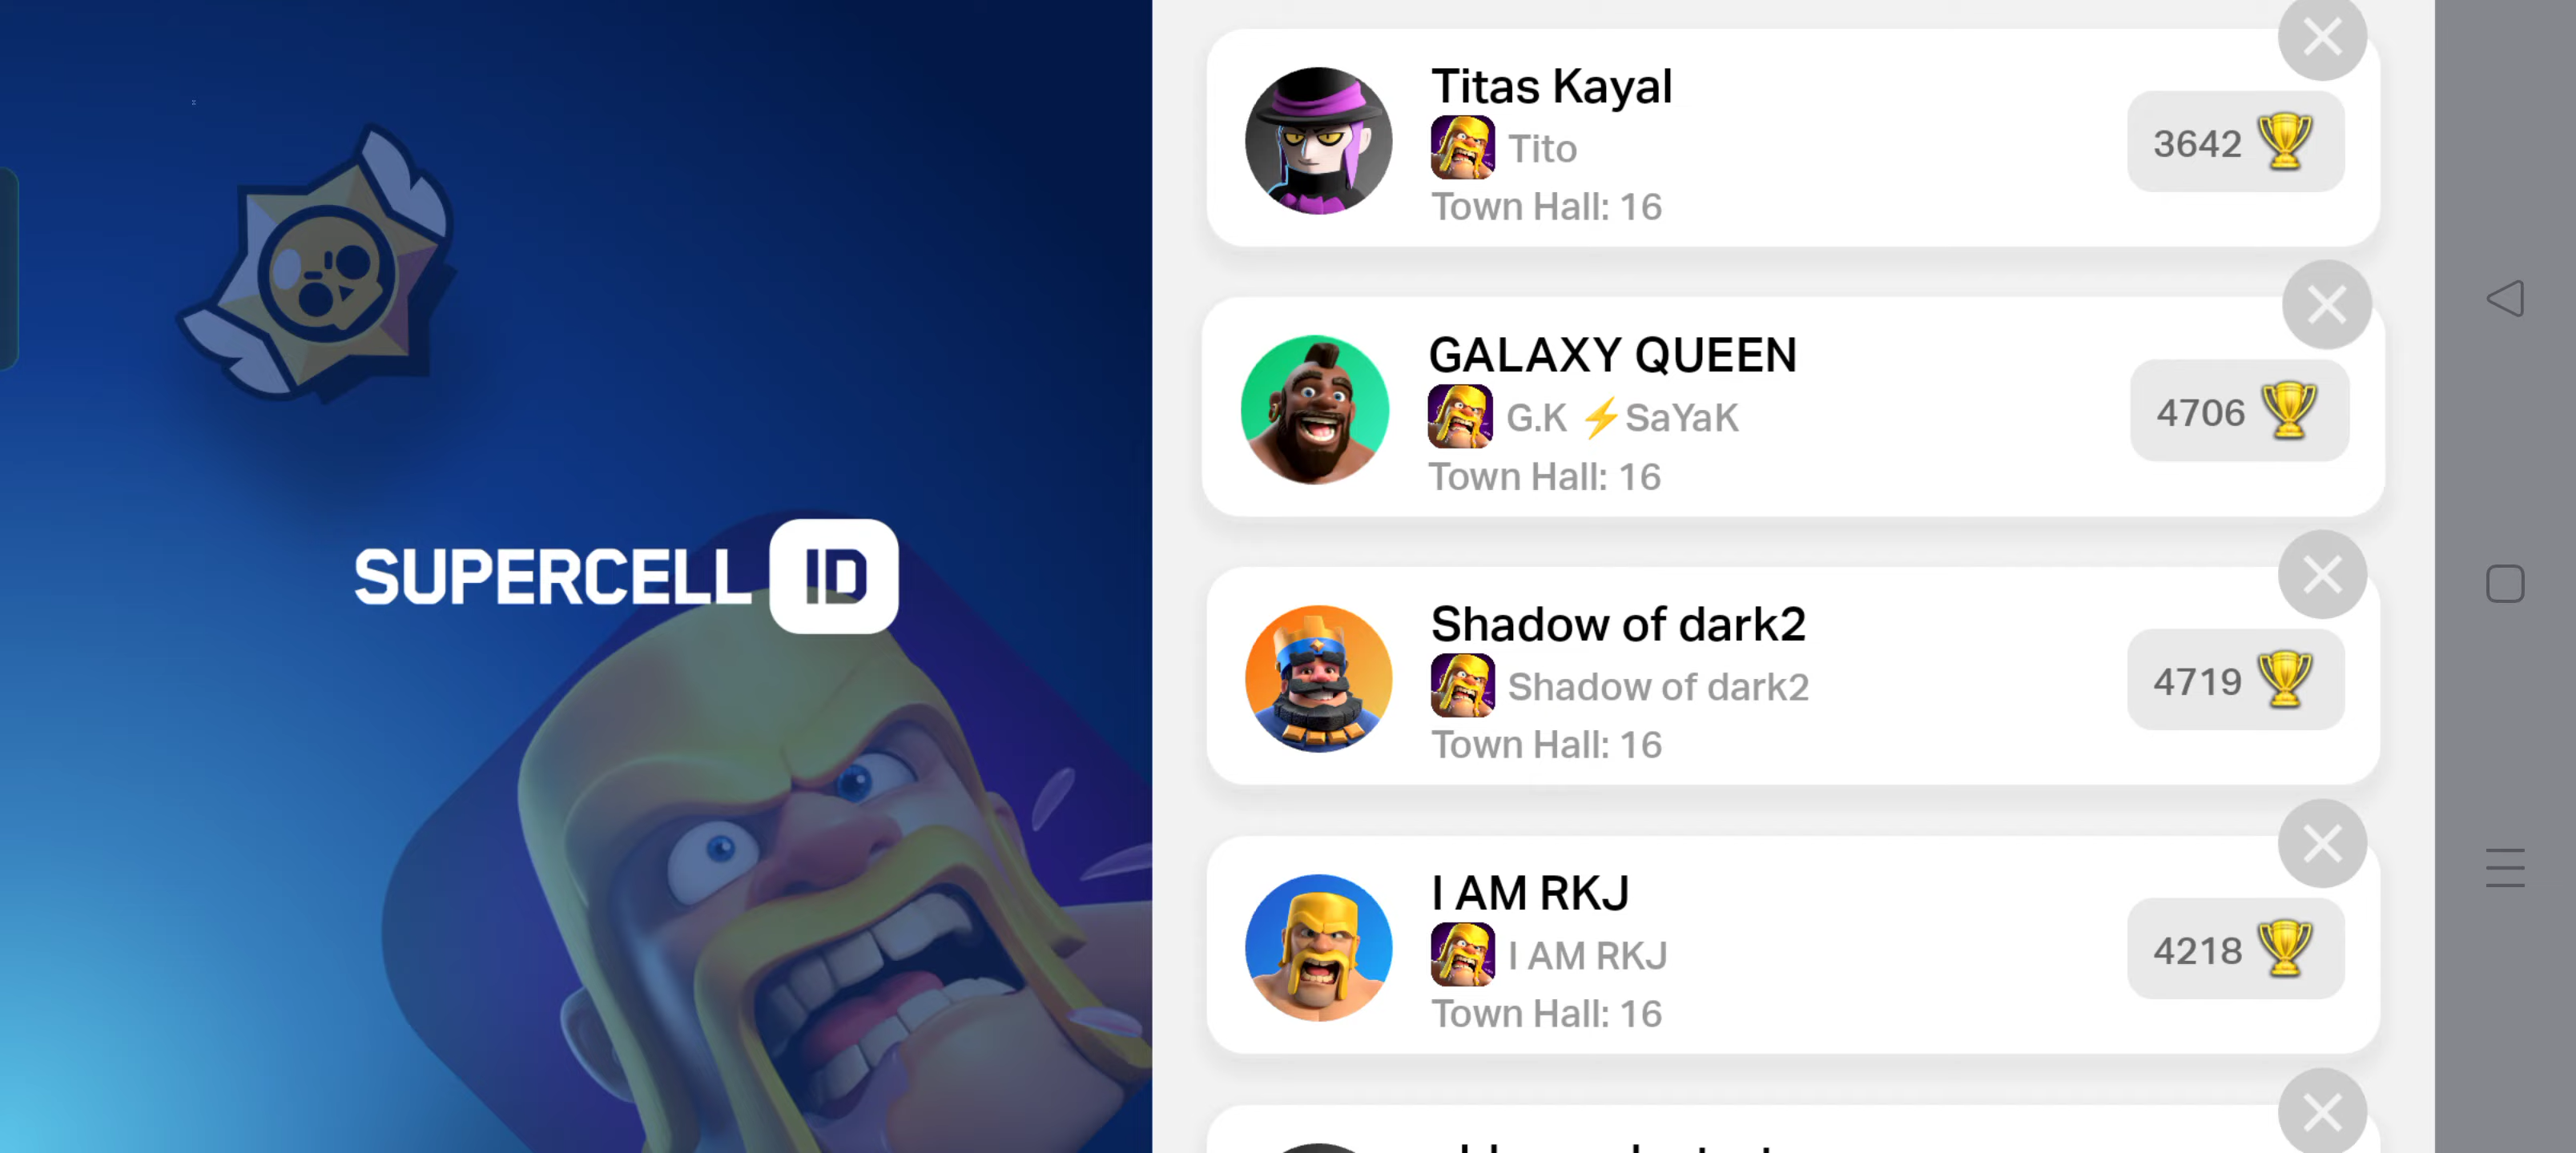 SUPERCELL ID
Titas Kayal
Tito
Town Hall: 16
3642
GALAXY QUEEN
G.K ⚡SaYaK
Town Hall: 16
4706
Shadow of dark2
Shadow of dark2
Town Hall: 16
4719
I AM RKJ
I AM RKJ
Town Hall: 16
4218